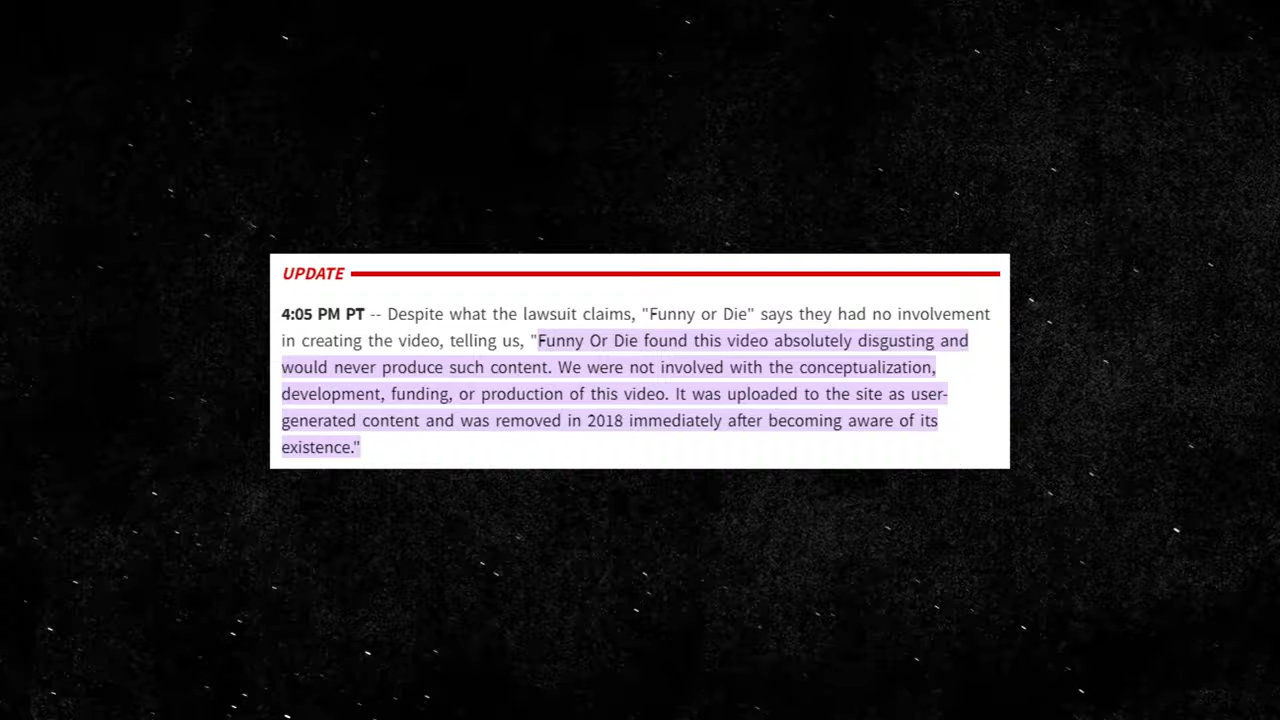 UPDATE
4:05 PM PT -- Despite what the lawsuit claims, "Funny or Die" says they had no involvement
in creating the video, telling us, "Funny Or Die found this video absolutely disgusting and
would never produce such content. We were not involved with the conceptualization,
development, funding, or production of this video. It was uploaded to the site as user-
generated content and was removed in 2018 immediately after becoming aware of its
existence."